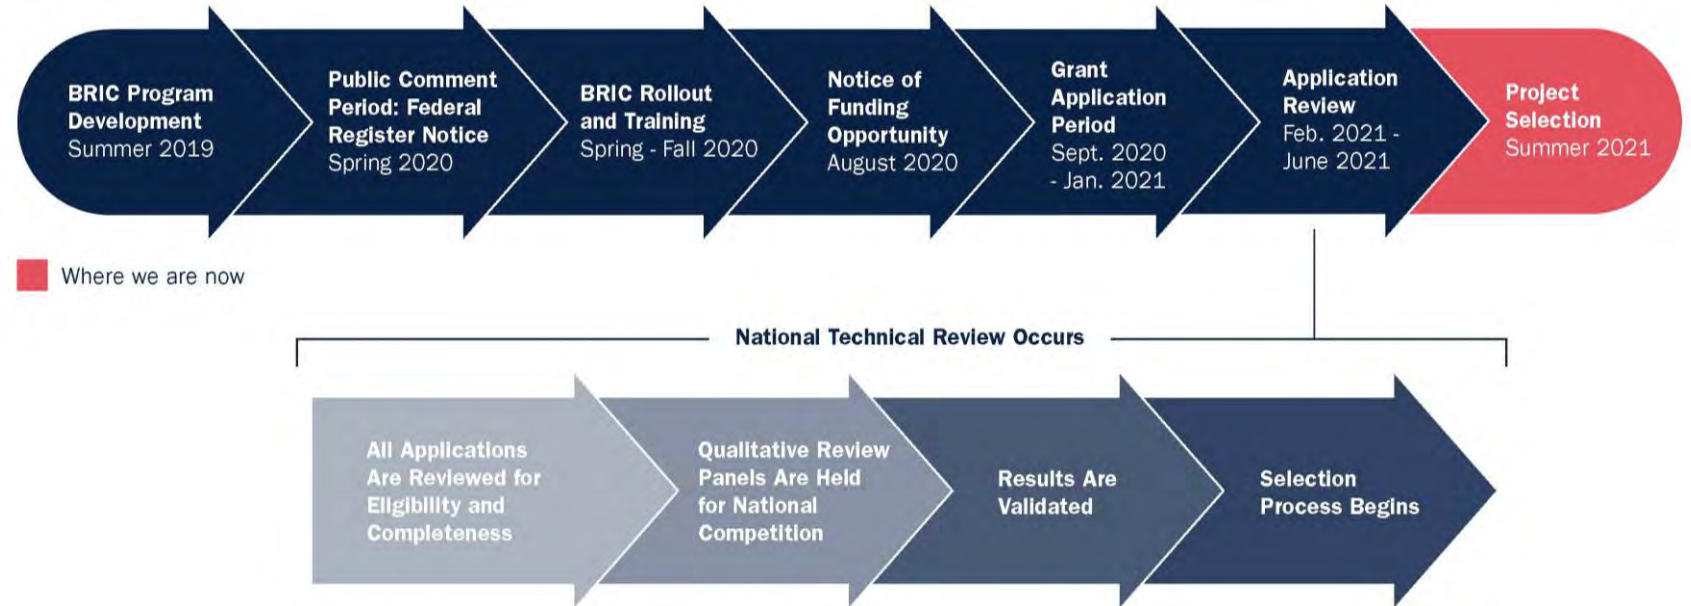 BRIC Program
Development
Summer 2019
Public Comment
Period: Federal
Register Notice
Spring 2020
BRIC Rollout
and Training
Spring - Fall 2020
Notice of
Funding
Opportunity
August 2020
Grant
Application
Period
Sept. 2020
- Jan. 2021
Application
Review
Feb. 2021 -
June 2021
Project
Selection
Summer 2021
Where we are now
National Technical Review Occurs
All Applications
Are Reviewed for
Eligibility and
Completeness
Qualitative Review
Panels Are Held
for National
Competition
Results Are
Validated
Selection
Process Begins